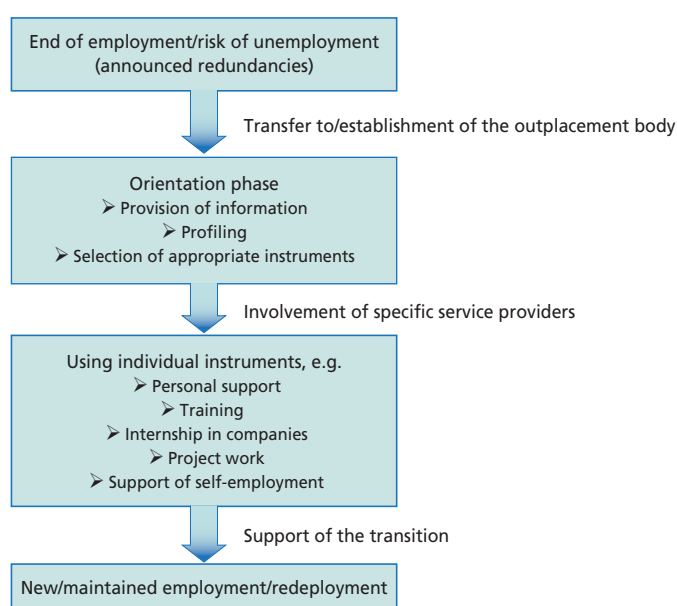 End of employment/risk of unemployment
(announced redundancies)
Transfer to/establishment of the outplacement body
Orientation phase
➢ Provision of information
➢ Profiling
➢ Selection of appropriate instruments
Involvement of specific service providers
Using individual instruments, e.g.
➢ Personal support
➢ Training
➢ Internship in companies
➢ Project work
➢ Support of self-employment
Support of the transition
New/maintained employment/redeployment